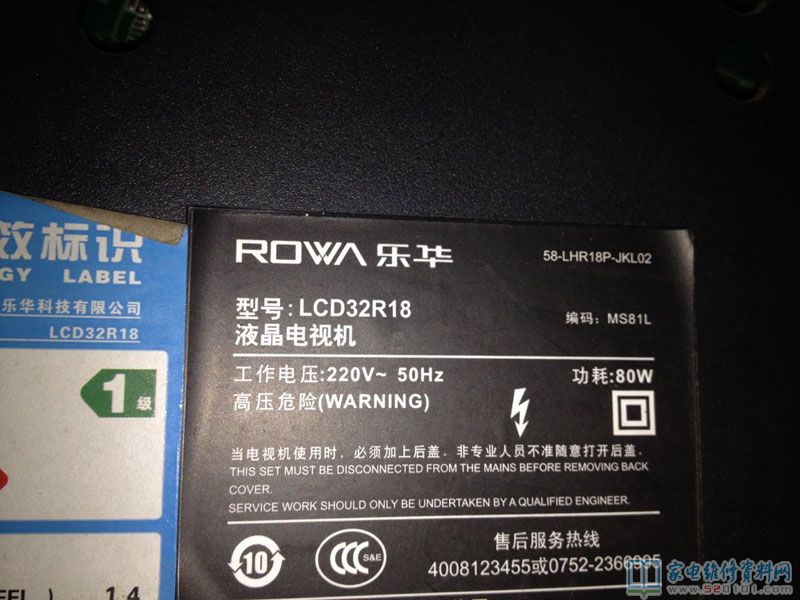 效标识
GY LABEL
乐华科技有限公司
LCD32R18
1级
1.4
ROWA 乐华
58-LHR18P-JKL02
型号: LCD32R18
编码: MS81L
液晶电视机
工作电压:220V~ 50Hz
功耗:80W
高压危险(WARNING)
当电视机使用时，必须加上后盖。非专业人员不准随意打开后盖。
THIS SET MUST BE DISCONNECTED FROM THE MAINS BEFORE REMOVING BACK
COVER.
SERVICE WORK SHOULD ONLY BE UNDERTAKEN BY A QUALIFIED ENGINEER.
10
CCC S&E
售后服务热线
4008123455或0752-2366995
家电维修资料网
www.520101.com